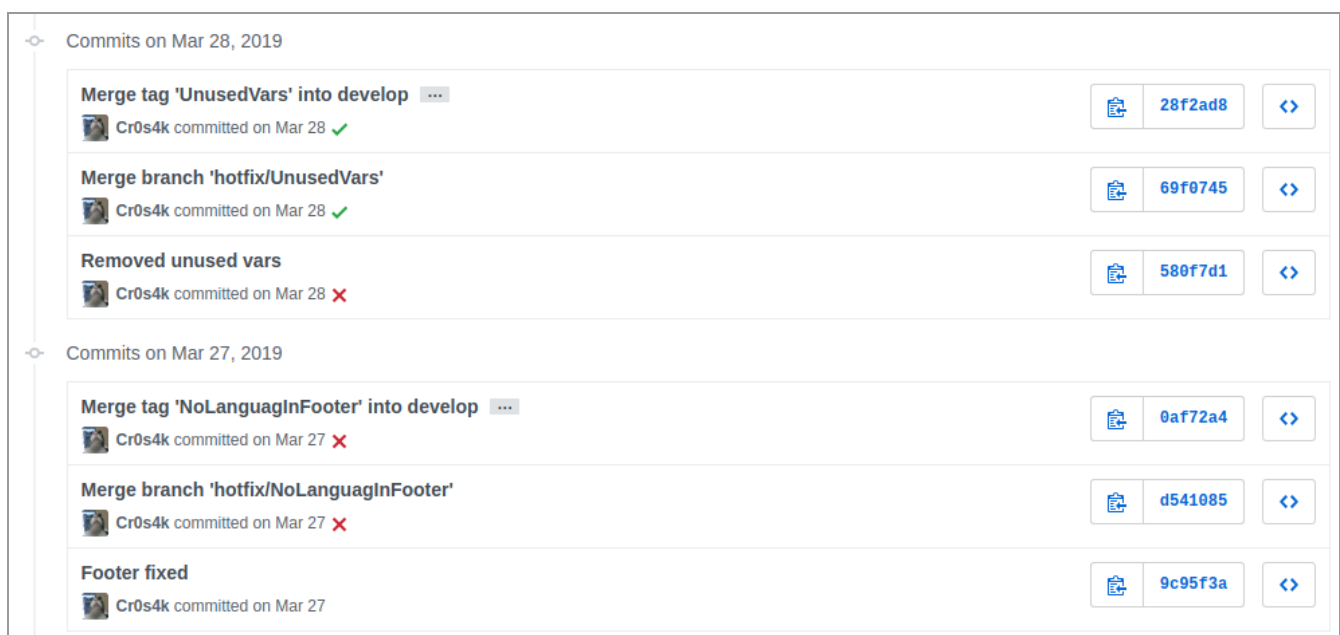 Commits on Mar 28, 2019
Merge tag 'UnusedVars' into develop ...
28f2ad8
Cr0s4k committed on Mar 28
Merge branch 'hotfix/UnusedVars'
69f0745
Cr0s4k committed on Mar 28
Removed unused vars
580f7d1
Cr0s4k committed on Mar 28
Commits on Mar 27, 2019
Merge tag 'NoLanguagInFooter' into develop ...
0af72a4
Cr0s4k committed on Mar 27
Merge branch 'hotfix/NoLanguagInFooter'
d541085
Cr0s4k committed on Mar 27
Footer fixed
9c95f3a
Cr0s4k committed on Mar 27